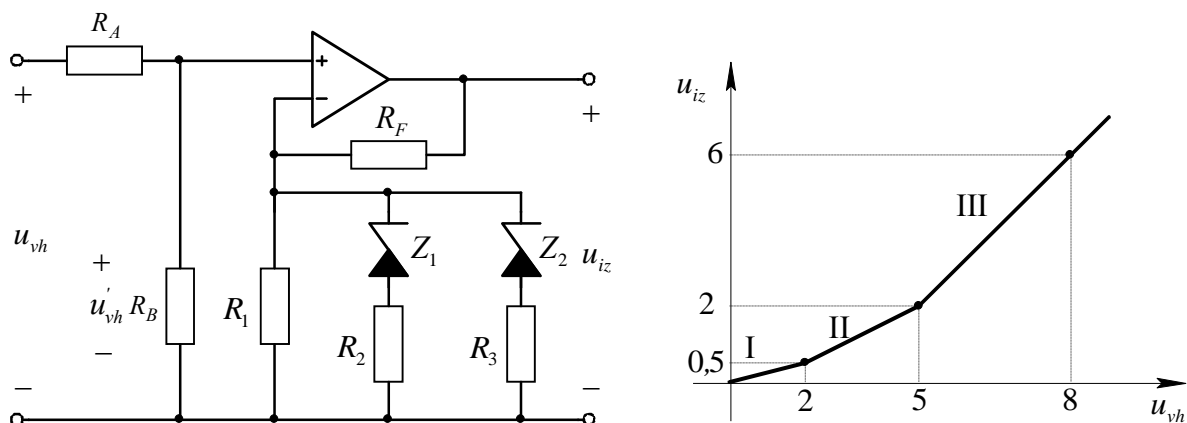 R_A
+
−
+
+
R_F
u_vh
+
u'_vh
−
R_B
R_1
Z_1
R_2
Z_2
R_3
u_iz
−
−
u_iz
6
2
0,5
I
II
III
2
5
8
u_vh